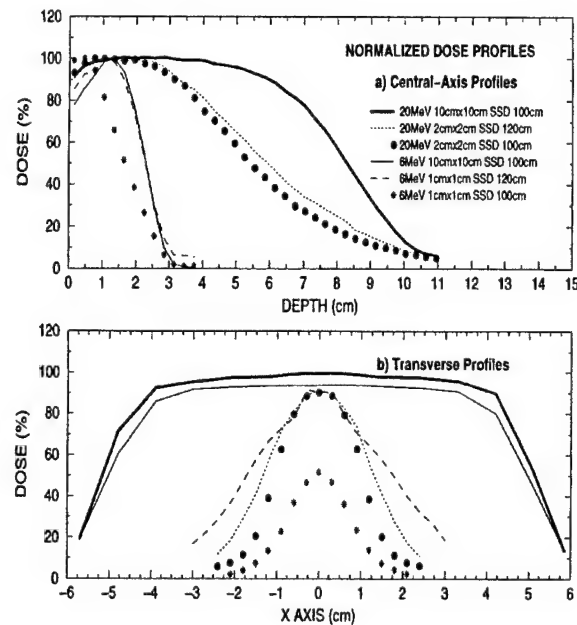 NORMALIZED DOSE PROFILES
a) Central-Axis Profiles
20MeV 10cmx10cm SSD 100cm
20MeV 2cmx2cm SSD 120cm
20MeV 2cmx2cm SSD 100cm
6MeV 10cmx10cm SSD 100cm
6MeV 1cmx1cm SSD 120cm
6MeV 1cmx1cm SSD 100cm
DOSE (%)
120
100
80
60
40
20
0
0 1 2 3 4 5 6 7 8 9 10 11 12 13 14 15
DEPTH (cm)
b) Transverse Profiles
DOSE (%)
120
100
80
60
40
20
0
-6 -5 -4 -3 -2 -1 0 1 2 3 4 5 6
X AXIS (cm)